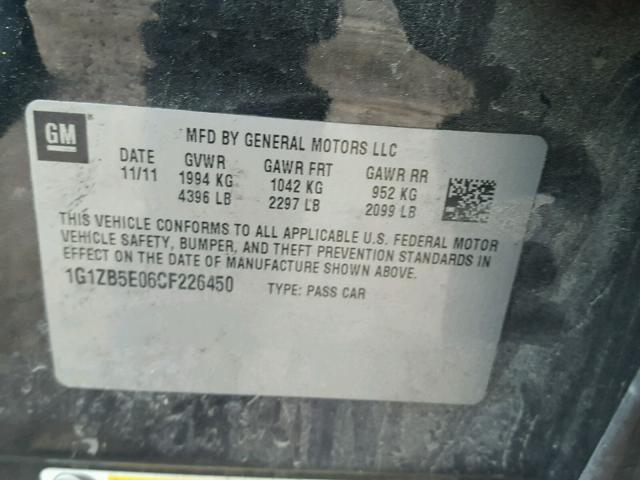 GM
MFD BY GENERAL MOTORS LLC
DATE GVWR GAWR FRT GAWR RR
11/11 1994 KG 1042 KG 952 KG
4396 LB 2297 LB 2099 LB
THIS VEHICLE CONFORMS TO ALL APPLICABLE U.S. FEDERAL MOTOR
VEHICLE SAFETY, BUMPER, AND THEFT PREVENTION STANDARDS IN
EFFECT ON THE DATE OF MANUFACTURE SHOWN ABOVE.
1G1ZB5E06CF226450 TYPE: PASS CAR